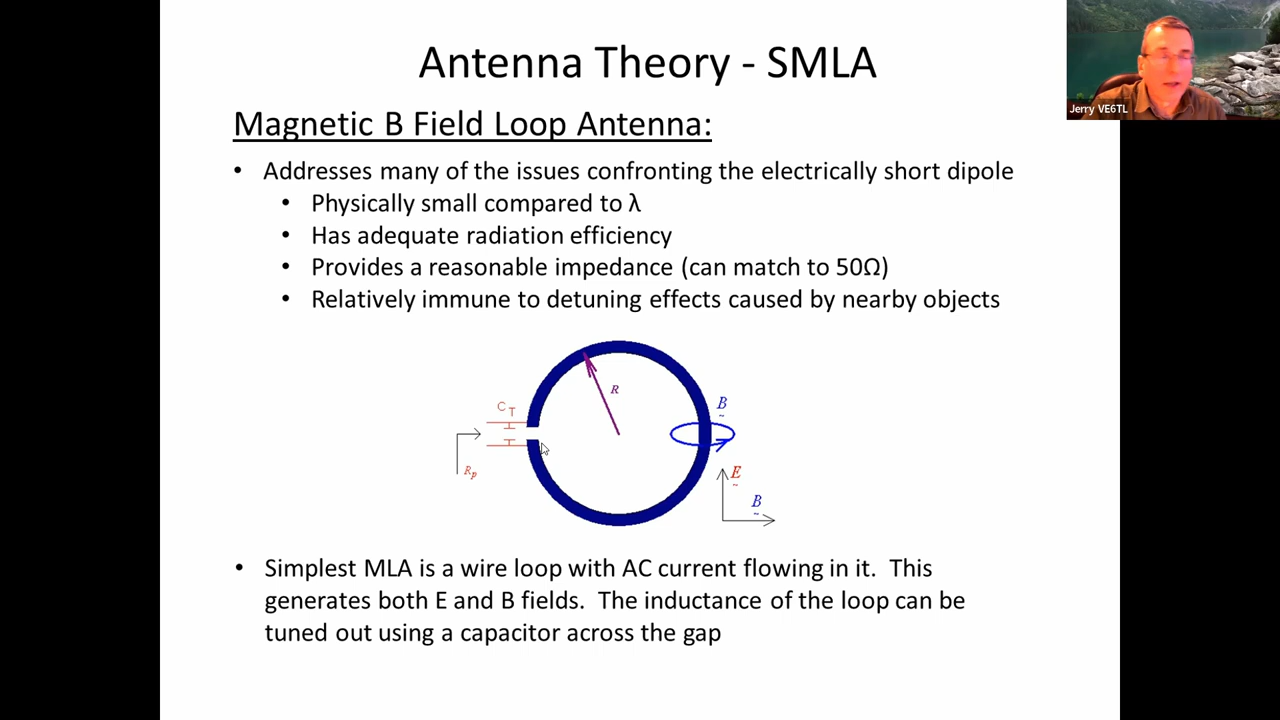 Antenna Theory - SMLA
Jerry VE6TL
Magnetic B Field Loop Antenna:
• Addresses many of the issues confronting the electrically short dipole
• Physically small compared to λ
• Has adequate radiation efficiency
• Provides a reasonable impedance (can match to 50Ω)
• Relatively immune to detuning effects caused by nearby objects
R
B
C T
R p
E
B
• Simplest MLA is a wire loop with AC current flowing in it. This
generates both E and B fields. The inductance of the loop can be
tuned out using a capacitor across the gap